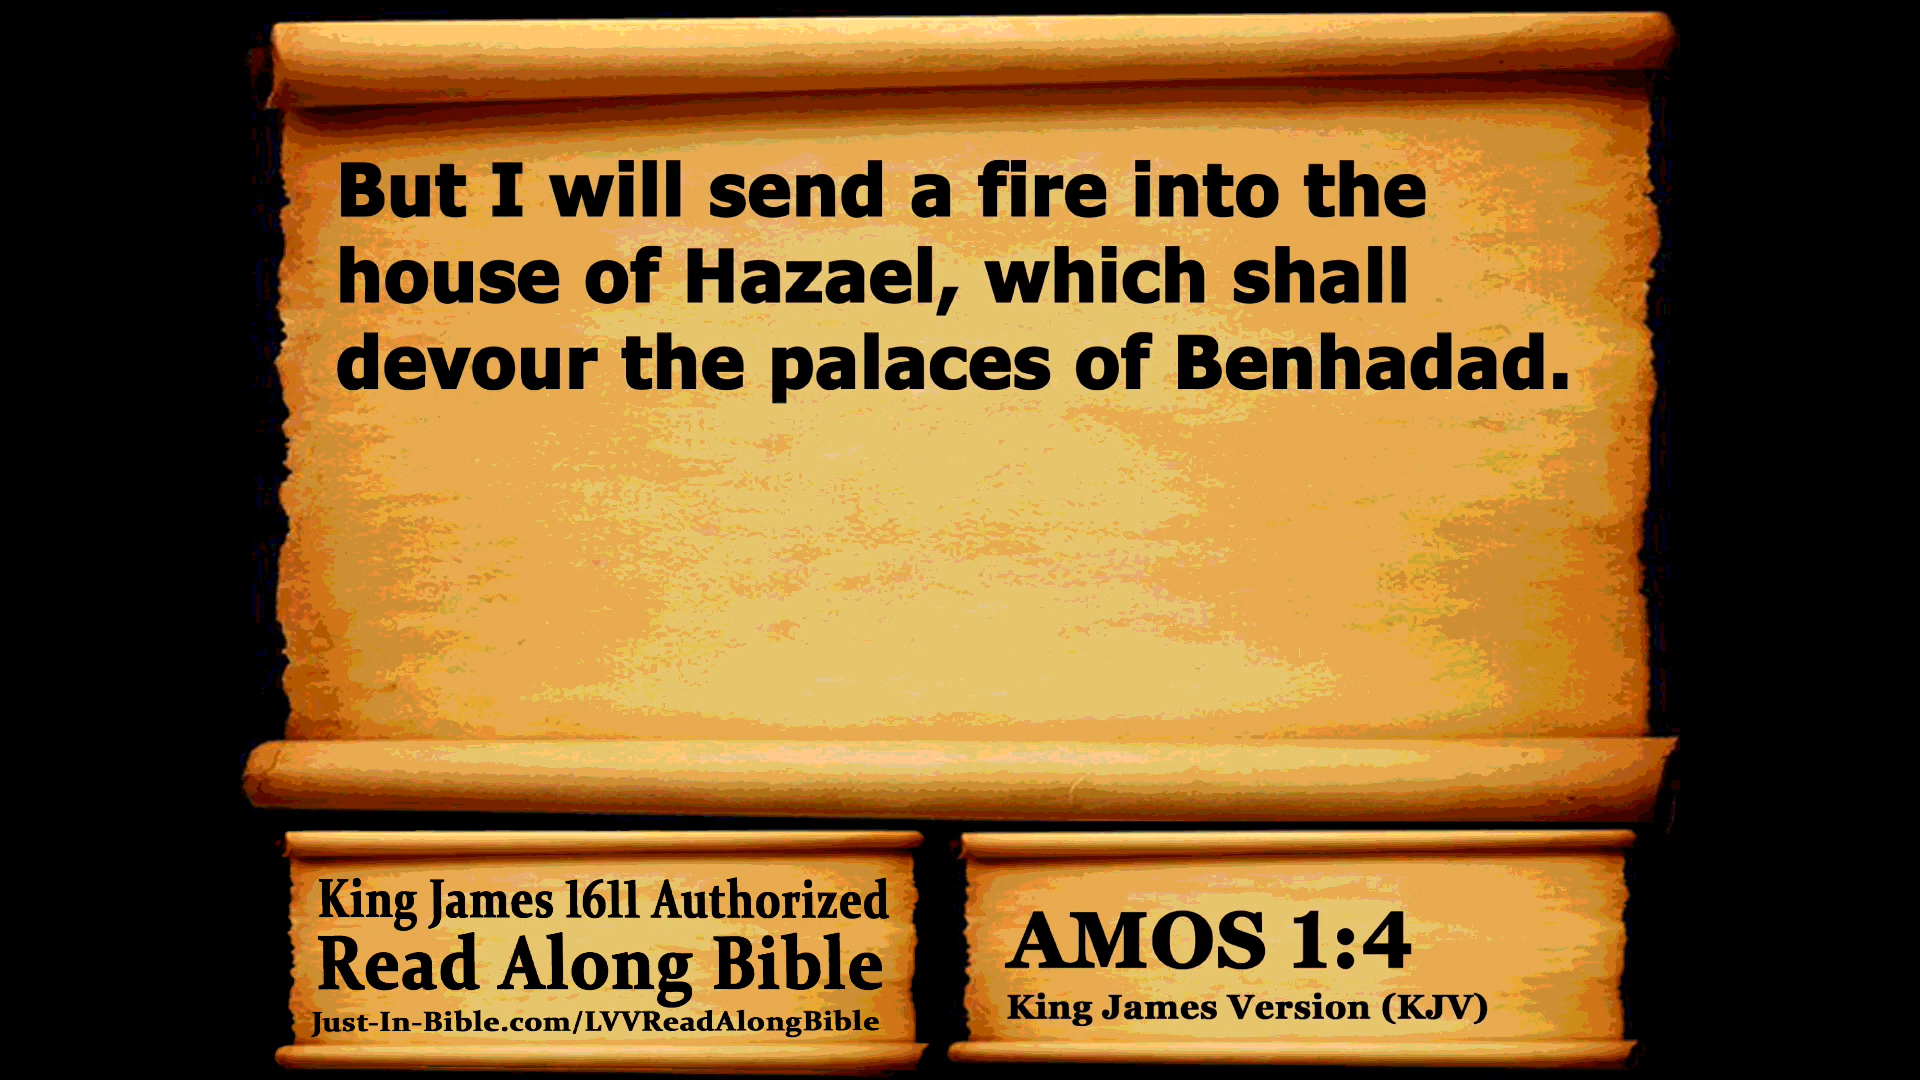 But I will send a fire into the
house of Hazael, which shall
devour the palaces of Benhadad.
King James 1611 Authorized
Read Along Bible
Just-In-Bible.com/LVVReadAlongBible
AMOS 1:4
King James Version (KJV)